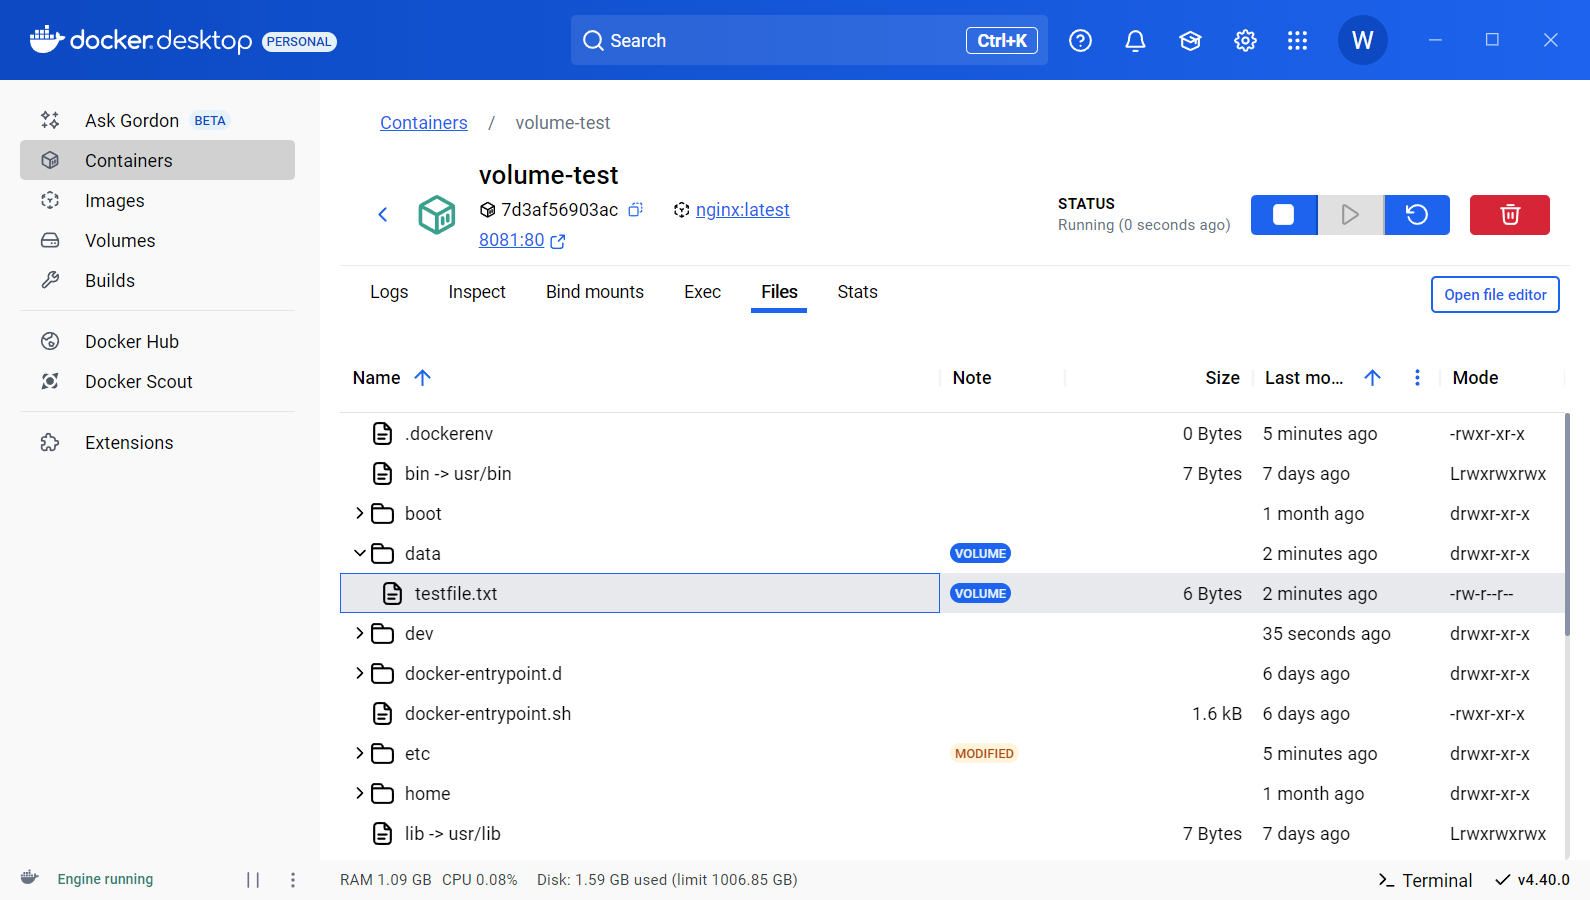 docker desktop PERSONAL
Search Ctrl+K
W
Ask Gordon BETA
Containers
Images
Volumes
Builds
Docker Hub
Docker Scout
Extensions
Containers / volume-test
volume-test
7d3af56903ac nginx:latest
8081:80
STATUS
Running (0 seconds ago)
Logs Inspect Bind mounts Exec Files Stats
Open file editor
Name Note Size Last mo... Mode
.dockerenv 0 Bytes 5 minutes ago -rwxr-xr-x
bin -> usr/bin 7 Bytes 7 days ago Lrwxrwxrwx
boot 1 month ago drwxr-xr-x
data VOLUME 2 minutes ago drwxr-xr-x
testfile.txt VOLUME 6 Bytes 2 minutes ago -rw-r--r--
dev 35 seconds ago drwxr-xr-x
docker-entrypoint.d 6 days ago drwxr-xr-x
docker-entrypoint.sh 1.6 kB 6 days ago -rwxr-xr-x
etc MODIFIED 5 minutes ago drwxr-xr-x
home 1 month ago drwxr-xr-x
lib -> usr/lib 7 Bytes 7 days ago Lrwxrwxrwx
Engine running
RAM 1.09 GB CPU 0.08% Disk: 1.59 GB used (limit 1006.85 GB)
Terminal v4.40.0